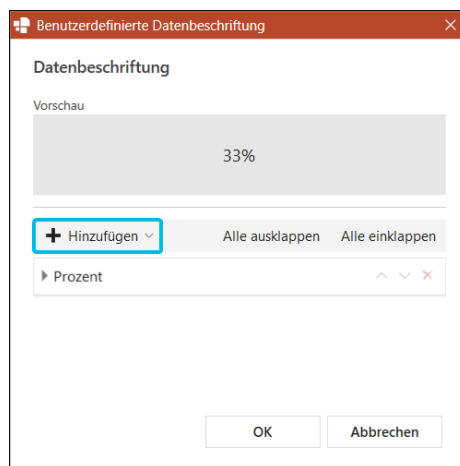 Benutzerdefinierte Datenbeschriftung
Datenbeschriftung
Vorschau
33%
Hinzufügen Alle ausklappen Alle einklappen
Prozent
OK Abbrechen